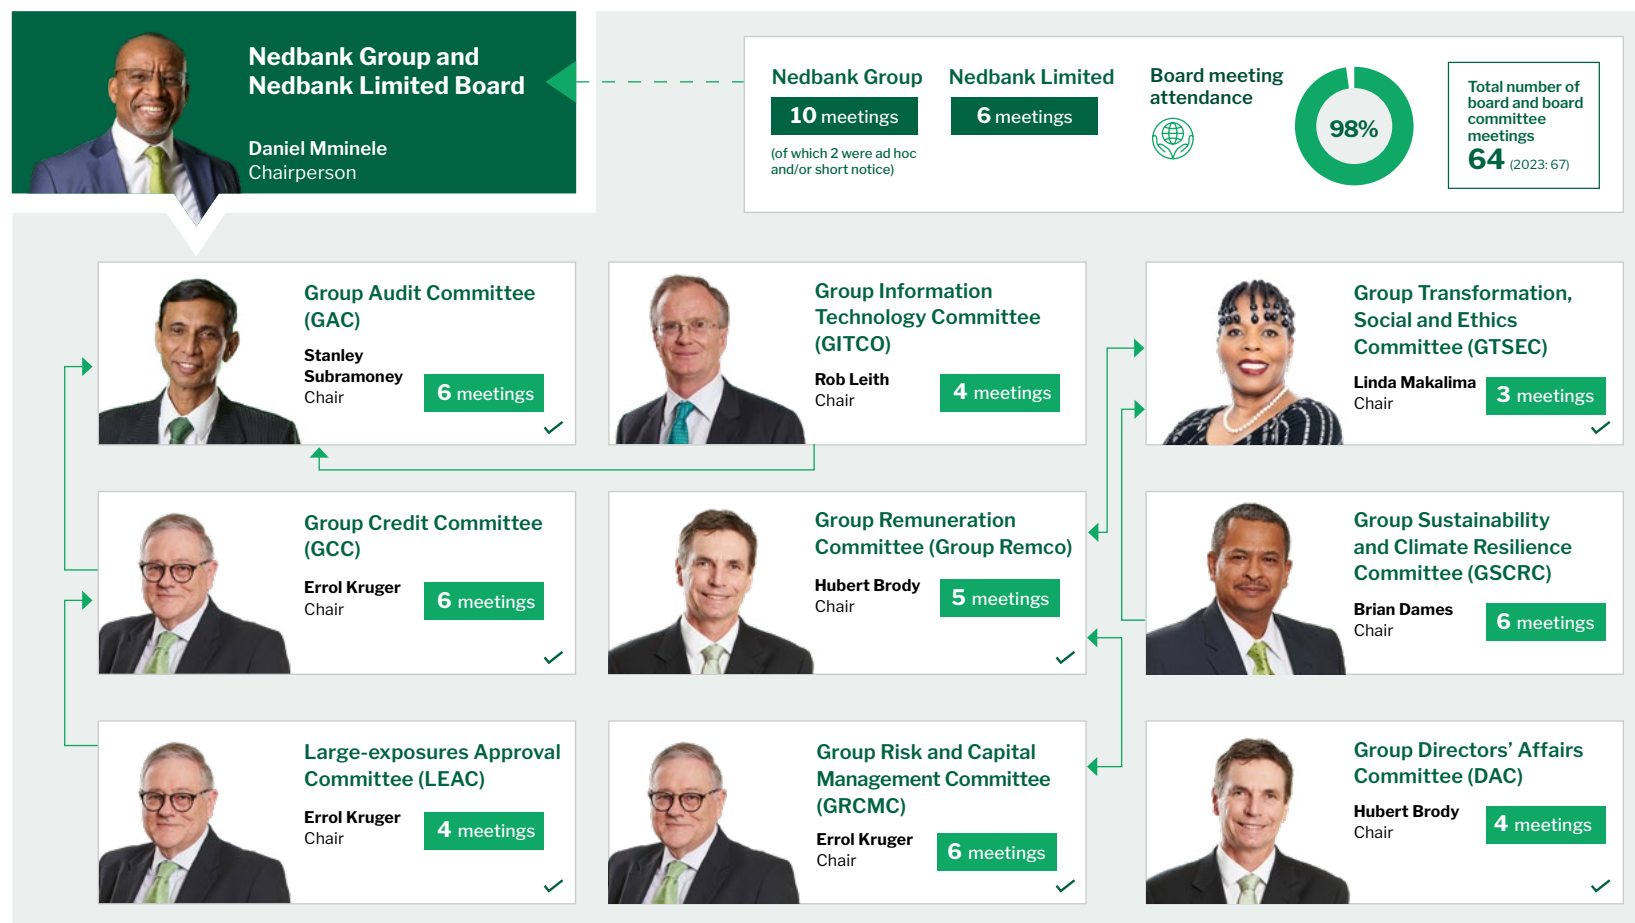 Nedbank Group and
Nedbank Limited Board
Daniel Mminele
Chairperson
Nedbank Group
10 meetings
(of which 2 were ad hoc
and/or short notice)
Nedbank Limited
6 meetings
Board meeting
attendance
98%
Total number of
board and board
committee
meetings
64 (2023: 67)
Group Audit Committee
(GAC)
Stanley
Subramoney
Chair
6 meetings
Group Information
Technology Committee
(GITCO)
Rob Leith
Chair
4 meetings
Group Transformation,
Social and Ethics
Committee (GTSEC)
Linda Makalima
Chair
3 meetings
Group Credit Committee
(GCC)
Errol Kruger
Chair
6 meetings
Group Remuneration
Committee (Group Remco)
Hubert Brody
Chair
5 meetings
Group Sustainability
and Climate Resilience
Committee (GSCRC)
Brian Dames
Chair
6 meetings
Large-exposures Approval
Committee (LEAC)
Errol Kruger
Chair
4 meetings
Group Risk and Capital
Management Committee
(GRCMC)
Errol Kruger
Chair
6 meetings
Group Directors’ Affairs
Committee (DAC)
Hubert Brody
Chair
4 meetings